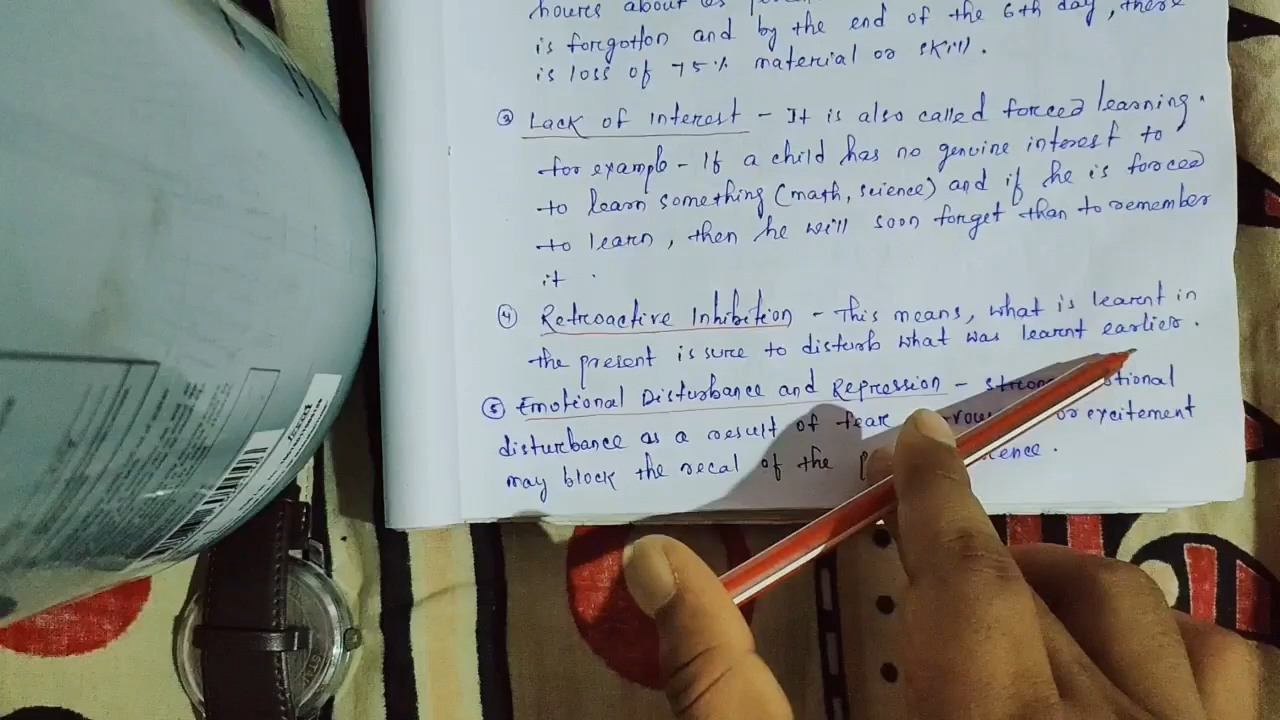 houres about
is forgotton and by the end of the 6th day, there
is loss of 75% material or skill.
③ Lack of interest - It is also called forced learning.
for example - If a child has no genuine interest to
to learn something (math, science) and if he is forced
to learn, then he will soon forget than to remember
it .
④ Retroactive Inhibition - This means, what is learnt in
the present is sure to disturb what was learnt earlier.
⑤ Emotional Disturbance and Repression -
disturbance as a result of fear or excitement
may block the recal of the